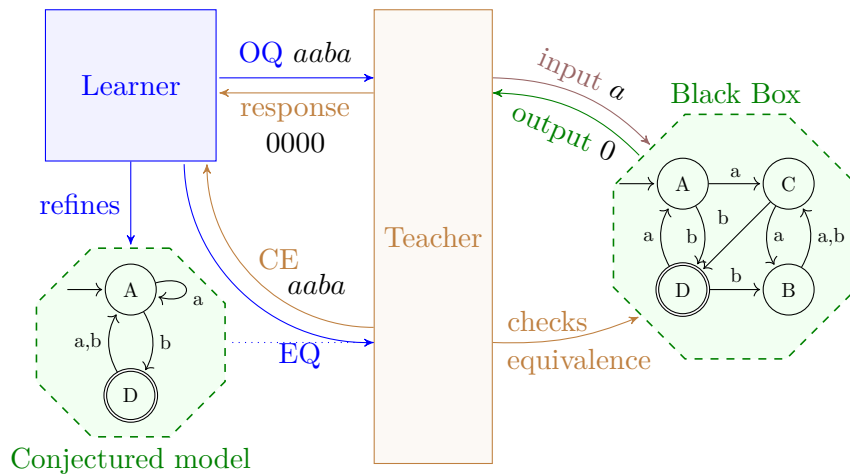 Learner
OQ aaba
response
0000
refines
CE
aaba
EQ
Teacher
input a
output 0
checks
equivalence
Black Box
A
a
C
a
b
b
a
a,b
D
b
B
A
a
a,b
b
D
Conjectured model